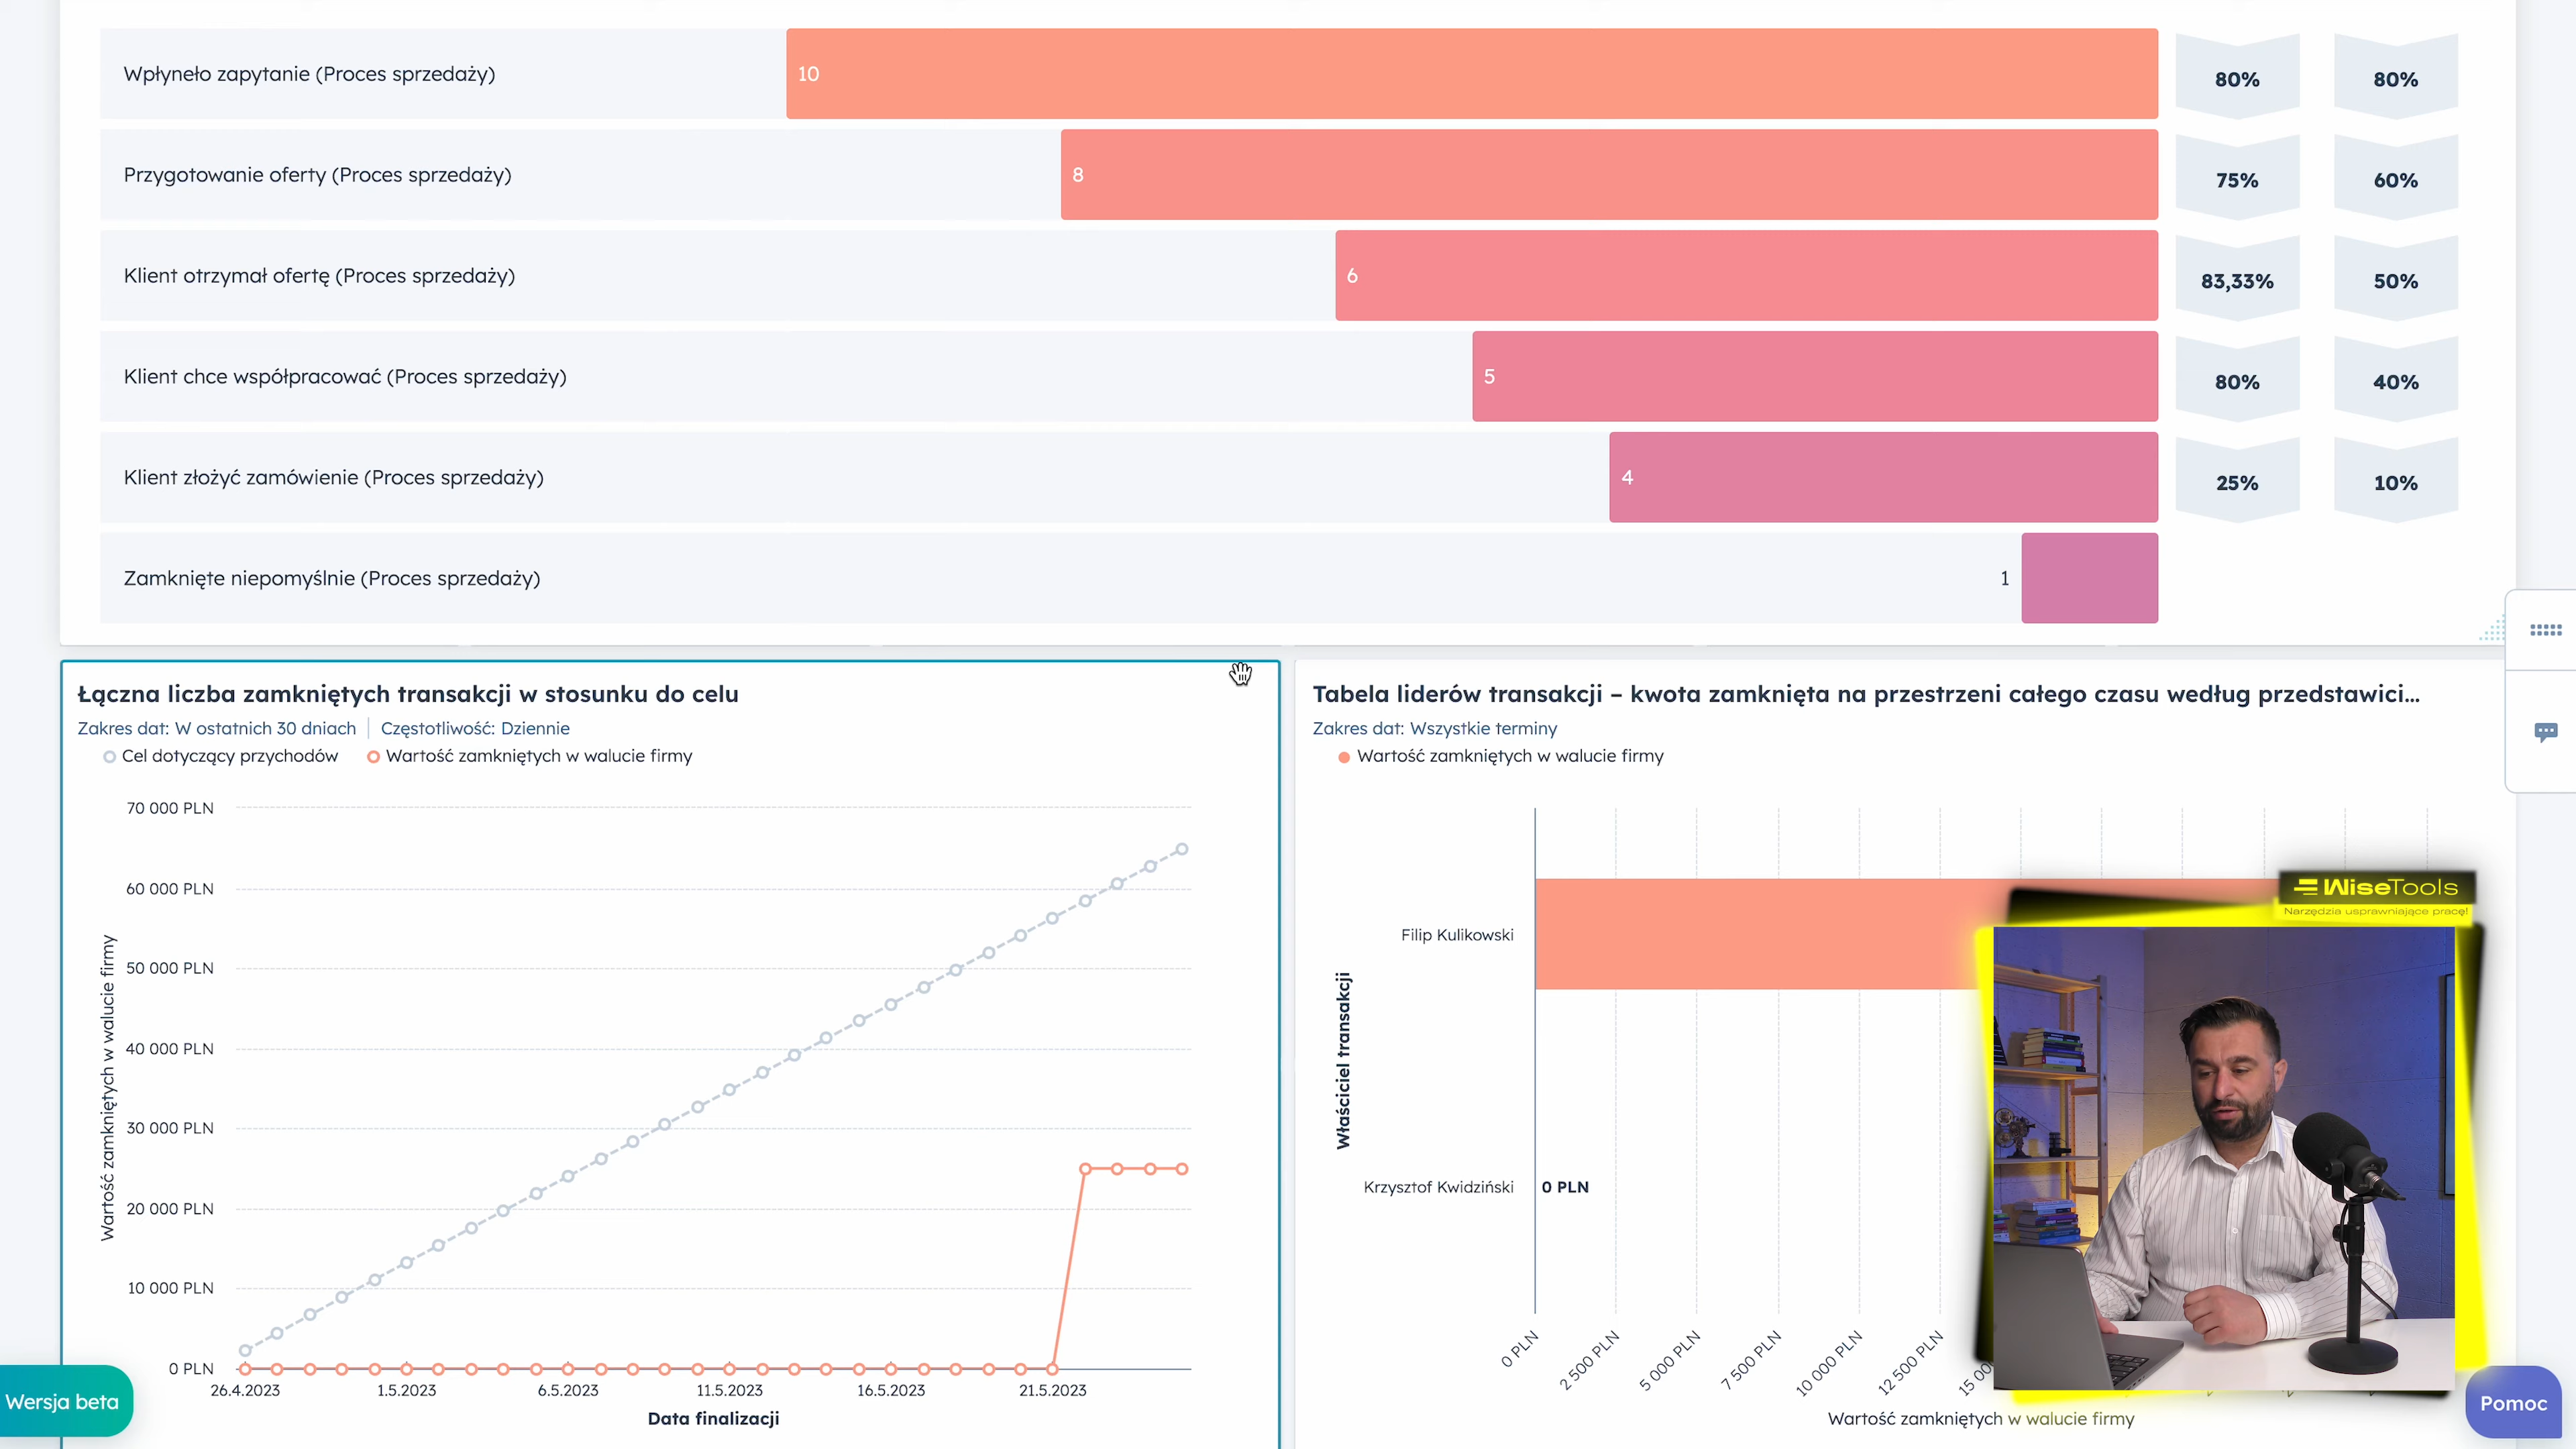 Wpłyneło zapytanie (Proces sprzedaży)
10
80%
80%
Przygotowanie oferty (Proces sprzedaży)
8
75%
60%
Klient otrzymał ofertę (Proces sprzedaży)
6
83,33%
50%
Klient chce współpracować (Proces sprzedaży)
5
80%
40%
Klient złożyć zamówienie (Proces sprzedaży)
4
25%
10%
Zamknięte niepomyślnie (Proces sprzedaży)
1
Łączna liczba zamkniętych transakcji w stosunku do celu
Zakres dat: W ostatnich 30 dniach
Częstotliwość: Dziennie
Cel dotyczący przychodów
Wartość zamkniętych w walucie firmy
70 000 PLN
60 000 PLN
50 000 PLN
40 000 PLN
30 000 PLN
20 000 PLN
10 000 PLN
0 PLN
Wartość zamkniętych w walucie firmy
26.4.2023
1.5.2023
6.5.2023
11.5.2023
16.5.2023
21.5.2023
Data finalizacji
Tabela liderów transakcji – kwota zamknięta na przestrzeni całego czasu według przedstawici...
Zakres dat: Wszystkie terminy
Wartość zamkniętych w walucie firmy
Właściciel transakcji
Filip Kulikowski
Krzysztof Kwidziński
0 PLN
0 PLN
2 500 PLN
5 000 PLN
7 500 PLN
10 000 PLN
12 500 PLN
15 00
Wartość zamkniętych w walucie firmy
WiseTools
Narzędzia usprawniające pracę!
Wersja beta
Pomoc